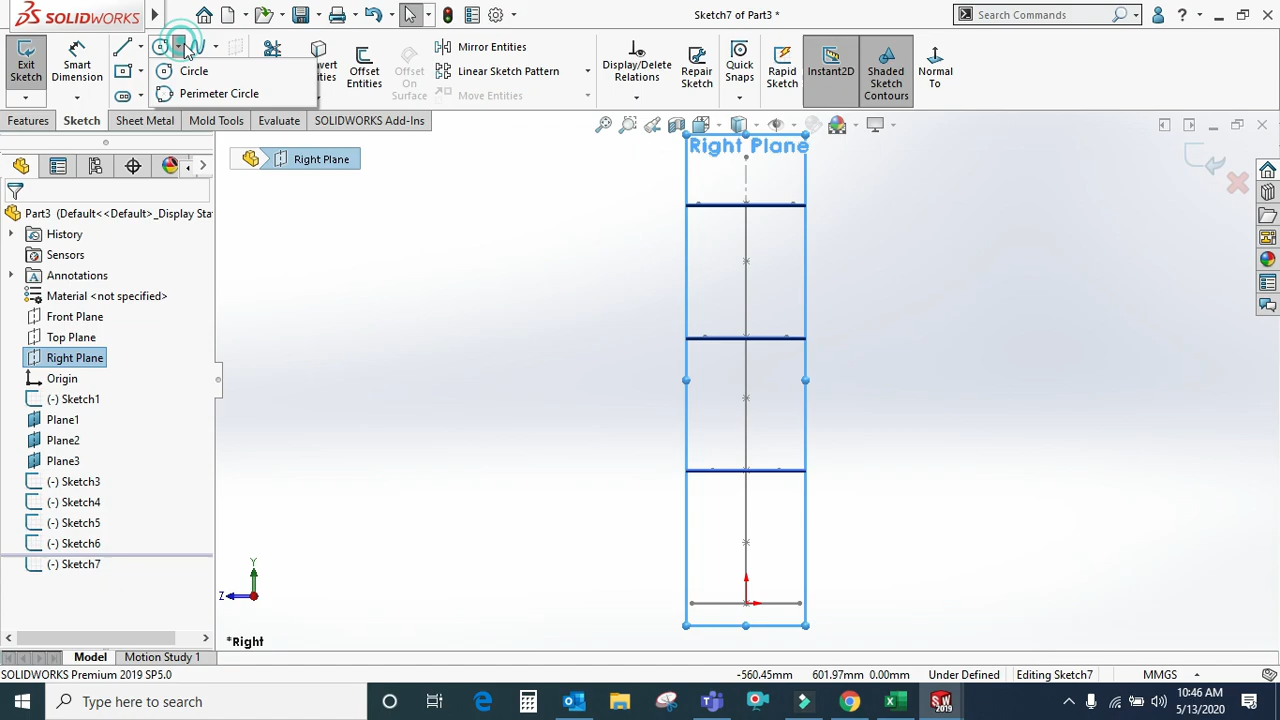 SOLIDWORKS
Sketch7 of Part3 *
Search Commands
Exit Sketch
Smart Dimension
Circle
Perimeter Circle
Offset Entities
Offset On Surface
Mirror Entities
Linear Sketch Pattern
Move Entities
Display/Delete Relations
Repair Sketch
Quick Snaps
Rapid Sketch
Instant2D
Shaded Sketch Contours
Normal To
Features
Sketch
Sheet Metal
Mold Tools
Evaluate
SOLIDWORKS Add-Ins
Right Plane
Right Plane
Part3 (Default<<Default>_Display Sta
History
Sensors
Annotations
Material <not specified>
Front Plane
Top Plane
Right Plane
Origin
(-) Sketch1
Plane1
Plane2
Plane3
(-) Sketch3
(-) Sketch4
(-) Sketch5
(-) Sketch6
(-) Sketch7
Y
Z
*Right
Model
Motion Study 1
SOLIDWORKS Premium 2019 SP5.0
-560.45mm 601.97mm 0.00mm Under Defined Editing Sketch7 MMGS
Type here to search
SW 2019
10:46 AM
5/13/2020